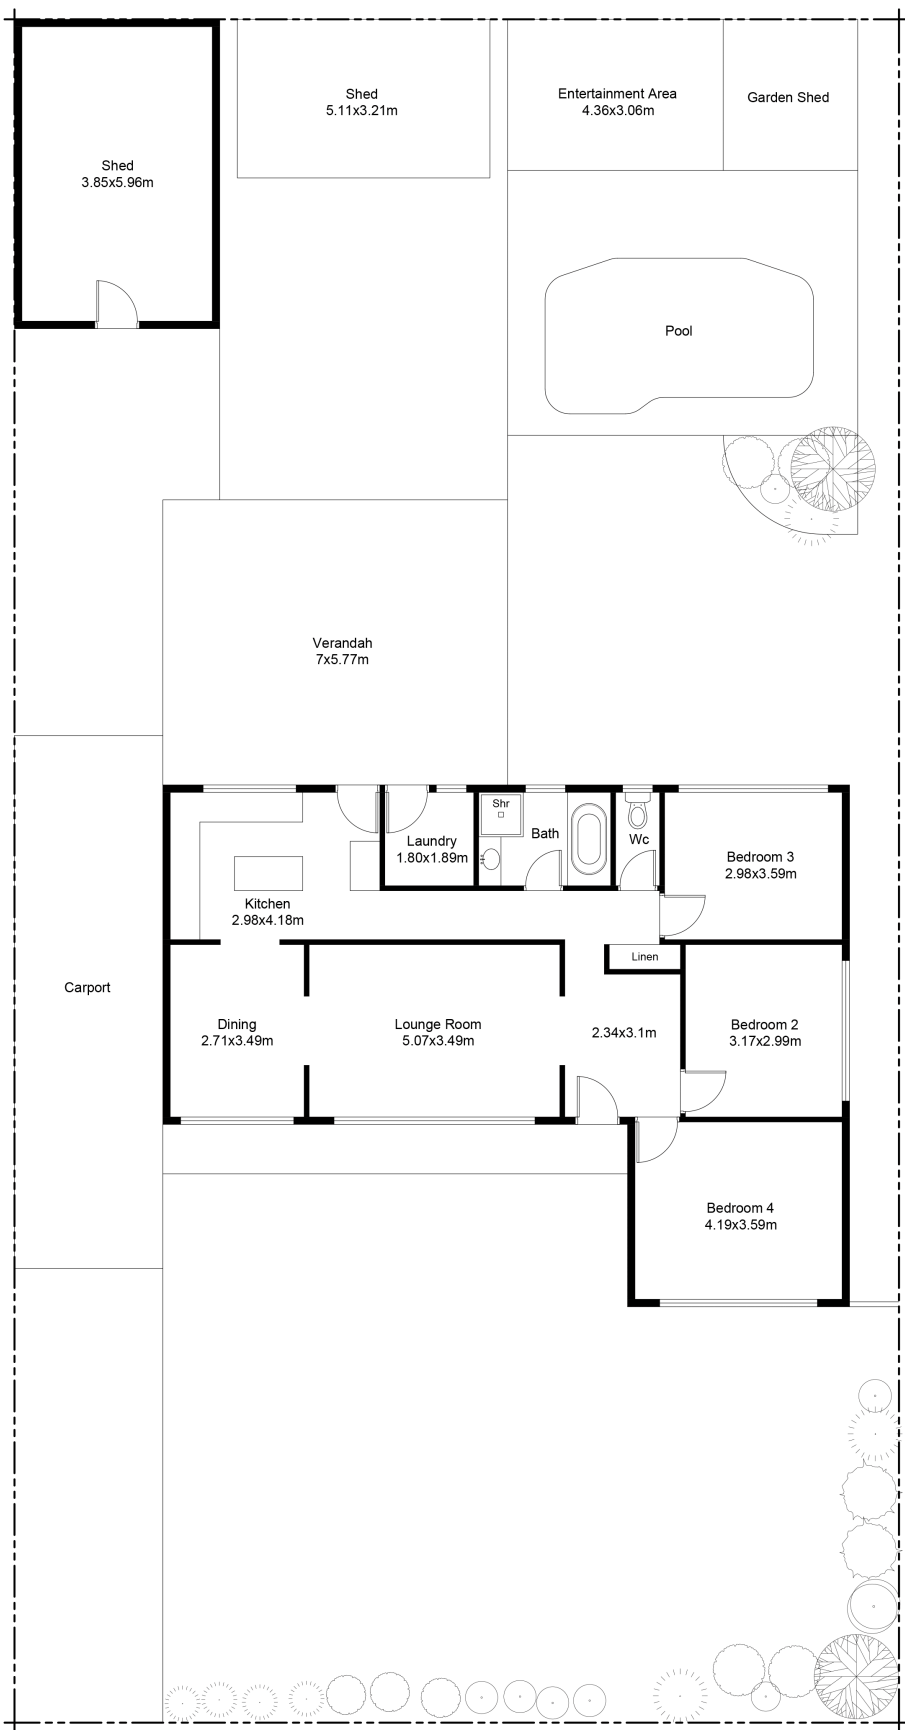 Shed
5.11x3.21m
Entertainment Area
4.36x3.06m
Garden Shed
Shed
3.85x5.96m
Pool
Verandah
7x5.77m
Shr
Bath
Wc
Laundry
1.80x1.89m
Bedroom 3
2.98x3.59m
Kitchen
2.98x4.18m
Linen
Carport
Dining
2.71x3.49m
Lounge Room
5.07x3.49m
2.34x3.1m
Bedroom 2
3.17x2.99m
Bedroom 4
4.19x3.59m